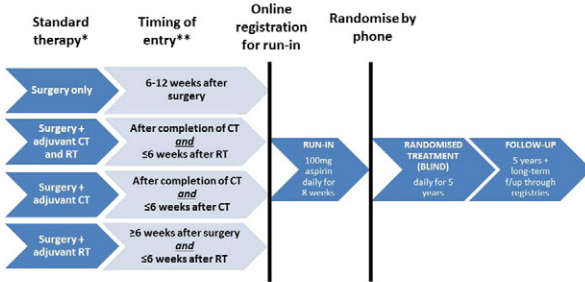 Standard
therapy*
Timing of
entry**
Online
registration
for run-in
Randomise by
phone
Surgery only
6-12 weeks after
surgery
Surgery +
adjuvant CT
and RT
After completion of CT
and
≤6 weeks after RT
Surgery +
adjuvant CT
After completion of CT
and
≤6 weeks after CT
Surgery +
adjuvant RT
≥6 weeks after surgery
and
≤6 weeks after RT
RUN-IN
100mg
aspirin
daily for
8 weeks
RANDOMISED
TREATMENT
(BLIND)
daily for 5
years
FOLLOW-UP
5 years +
long-term
f/up through
registries